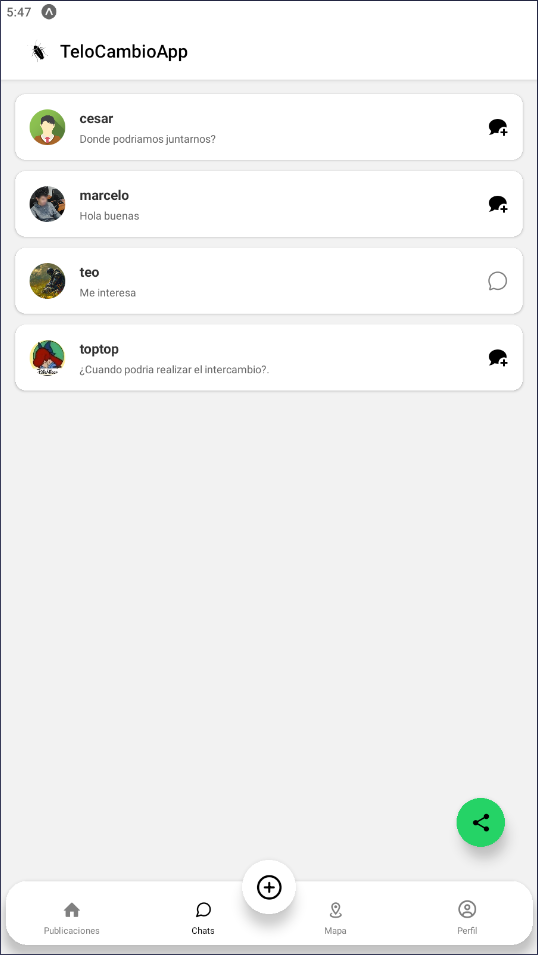 5:47
TeloCambioApp
cesar
Donde podriamos juntarnos?
marcelo
Hola buenas
teo
Me interesa
toptop
¿Cuando podria realizar el intercambio?.
Publicaciones
Chats
Mapa
Perfil